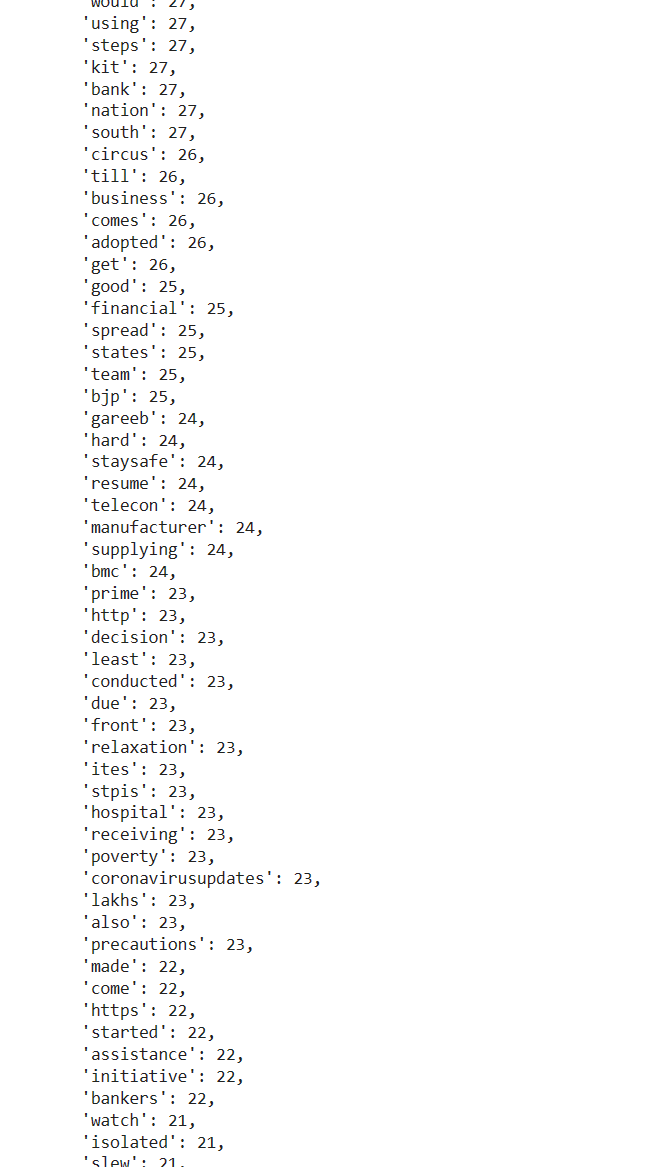 'would': 27,
'using': 27,
'steps': 27,
'kit': 27,
'bank': 27,
'nation': 27,
'south': 27,
'circus': 26,
'till': 26,
'business': 26,
'comes': 26,
'adopted': 26,
'get': 26,
'good': 25,
'financial': 25,
'spread': 25,
'states': 25,
'team': 25,
'bjp': 25,
'gareeb': 24,
'hard': 24,
'staysafe': 24,
'resume': 24,
'telecon': 24,
'manufacturer': 24,
'supplying': 24,
'bmc': 24,
'prime': 23,
'http': 23,
'decision': 23,
'least': 23,
'conducted': 23,
'due': 23,
'front': 23,
'relaxation': 23,
'ites': 23,
'stpis': 23,
'hospital': 23,
'receiving': 23,
'poverty': 23,
'coronavirusupdates': 23,
'lakhs': 23,
'also': 23,
'precautions': 23,
'made': 22,
'come': 22,
'https': 22,
'started': 22,
'assistance': 22,
'initiative': 22,
'bankers': 22,
'watch': 21,
'isolated': 21,
'slew': 21,